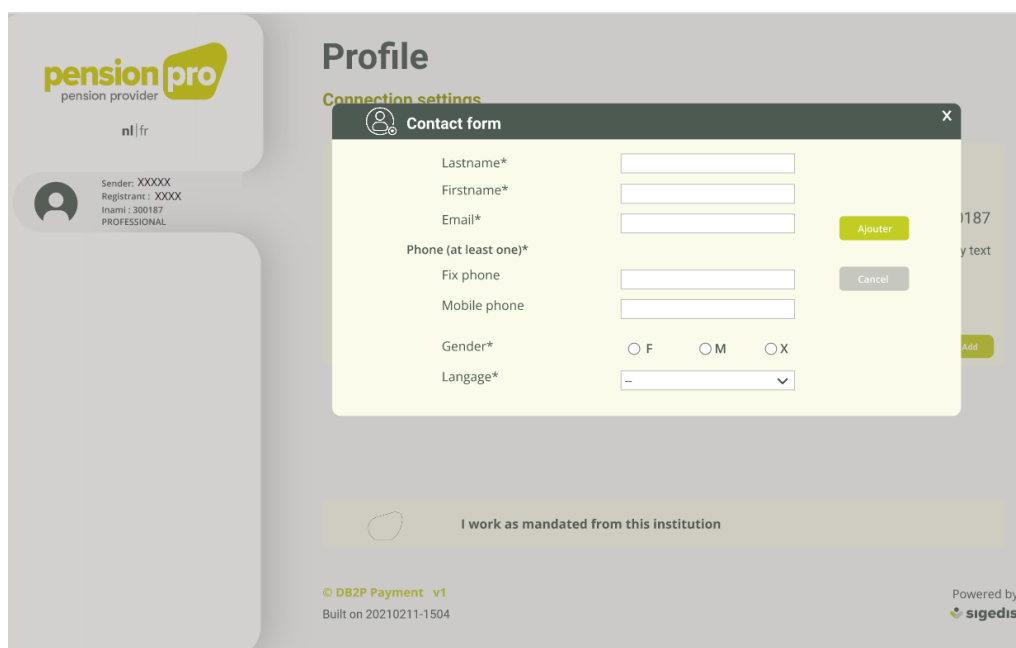 pension pro
pension provider
nl|fr
Sender: XXXXX
Registrant : XXXX
Inami : 300187
PROFESSIONAL
Profile
Connection settings
Contact form
X
Lastname*
Firstname*
Email*
Phone (at least one)*
Fix phone
Mobile phone
Gender*
F
M
X
Langage*
--
Ajouter
Cancel
0187
y text
Add
I work as mandated from this institution
© DB2P Payment v1
Built on 20210211-1504
Powered by
sigedis